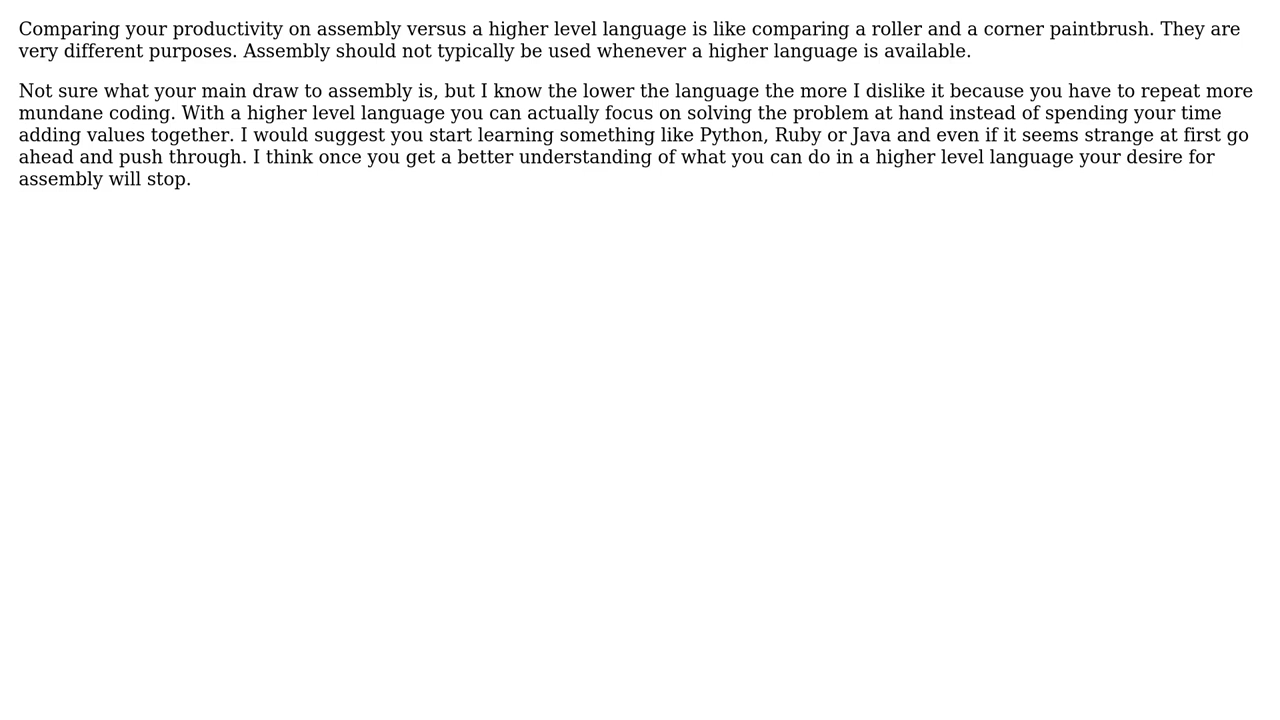 Comparing your productivity on assembly versus a higher level language is like comparing a roller and a corner paintbrush. They are
very different purposes. Assembly should not typically be used whenever a higher language is available.
Not sure what your main draw to assembly is, but I know the lower the language the more I dislike it because you have to repeat more
mundane coding. With a higher level language you can actually focus on solving the problem at hand instead of spending your time
adding values together. I would suggest you start learning something like Python, Ruby or Java and even if it seems strange at first go
ahead and push through. I think once you get a better understanding of what you can do in a higher level language your desire for
assembly will stop.